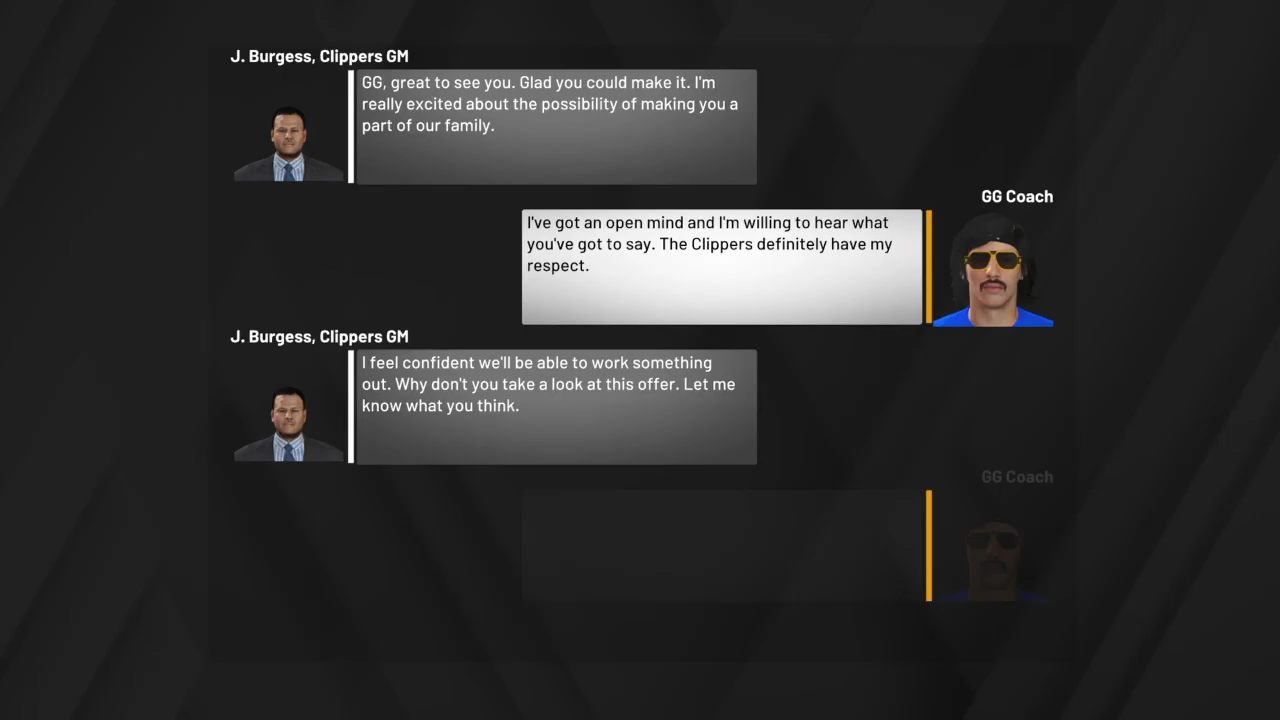 J. Burgess, Clippers GM
GG, great to see you. Glad you could make it. I'm
really excited about the possibility of making you a
part of our family.
GG Coach
I've got an open mind and I'm willing to hear what
you've got to say. The Clippers definitely have my
respect.
J. Burgess, Clippers GM
I feel confident we'll be able to work something
out. Why don't you take a look at this offer. Let me
know what you think.
GG Coach